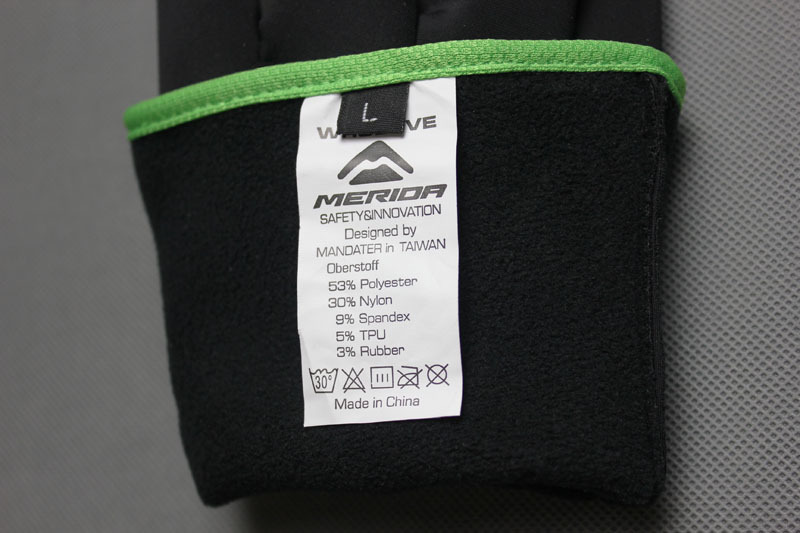 L
MERIDA
SAFETY&INNOVATION
Designed by
MANDATER in TAIWAN
Oberstoff
53% Polyester
30% Nylon
9% Spandex
5% TPU
3% Rubber
30°
Made in China